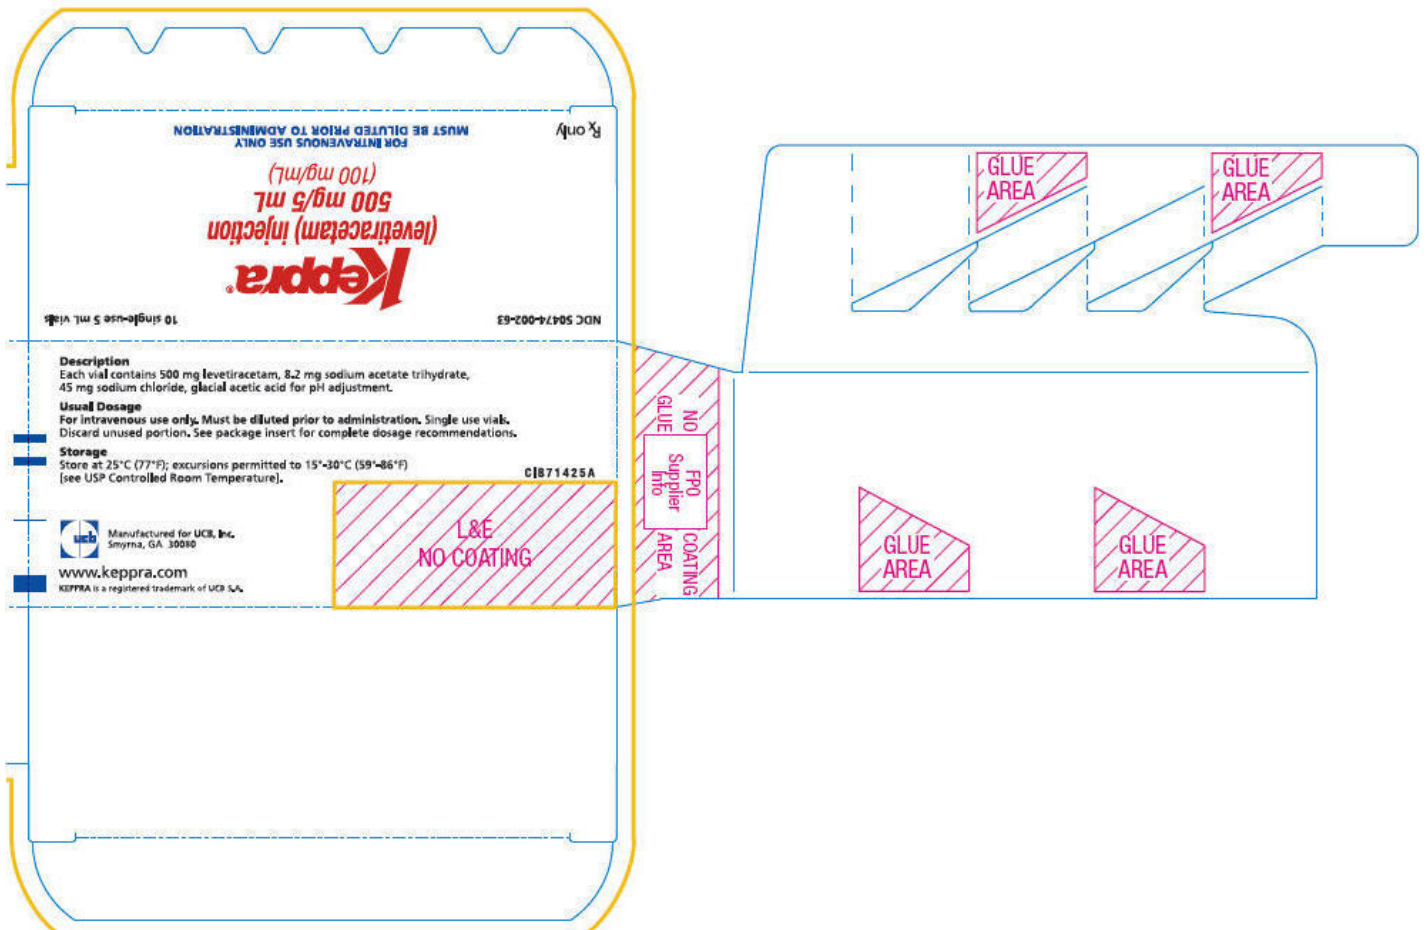 NDC 50474-002-63
10 single-use 5 mL vials
Keppra®
(levetiracetam) injection
500 mg/5 mL
(100 mg/mL)
FOR INTRAVENOUS USE ONLY
MUST BE DILUTED PRIOR TO ADMINISTRATION
Rx only
Description
Each vial contains 500 mg levetiracetam, 8.2 mg sodium acetate trihydrate,
45 mg sodium chloride, glacial acetic acid for pH adjustment.
Usual Dosage
For intravenous use only. Must be diluted prior to administration. Single use vials.
Discard unused portion. See package insert for complete dosage recommendations.
Storage
Store at 25°C (77°F); excursions permitted to 15°-30°C (59°-86°F)
[see USP Controlled Room Temperature].
CI871425A
L&E
NO COATING
ucb
Manufactured for UCB, Inc.
Smyrna, GA 30080
www.keppra.com
KEPPRA is a registered trademark of UCB S.A.
NO COATING
GLUE AREA
FPO
Supplier
Info
GLUE
AREA
GLUE
AREA
GLUE
AREA
GLUE
AREA